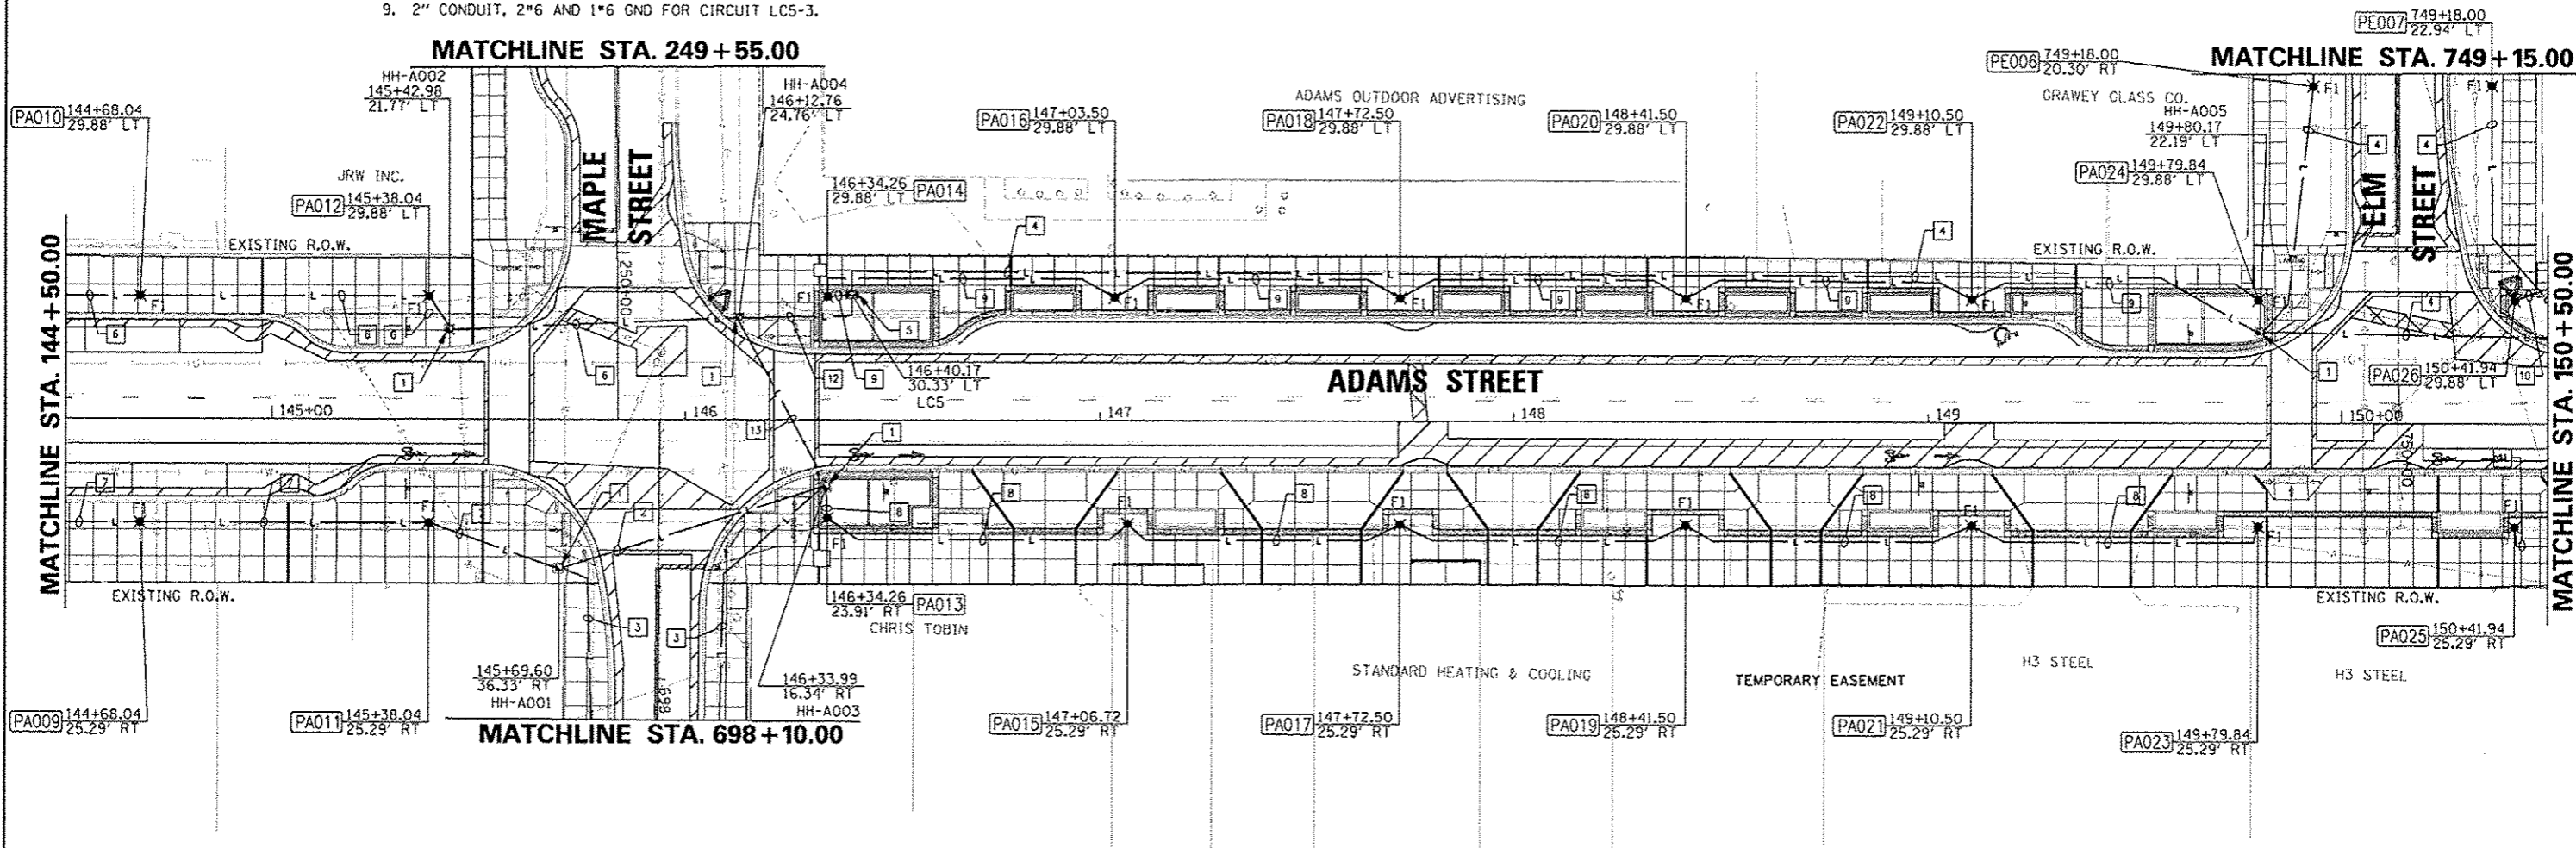 9. 2" CONDUIT, 2#6 AND 1#6 GND FOR CIRCUIT LC5-3.
MATCHLINE STA. 249+55.00
MATCHLINE STA. 749+15.00
PE007 749+18.00
22.94' LT
PE006 749+18.00
20.30' RT
HH-A002
145+42.98
21.77' LT
HH-A004
146+12.76
24.76' LT
ADAMS OUTDOOR ADVERTISING
GRAWEY GLASS CO.
HH-A005
149+80.17
22.19' LT
PA010 144+68.04
29.88' LT
PA016 147+03.50
29.88' LT
PA018 147+72.50
29.88' LT
PA020 148+41.50
29.88' LT
PA022 149+10.50
29.88' LT
PA024 149+79.84
29.88' LT
JRW INC.
PA012 145+38.04
29.88' LT
146+34.26 PA014
29.88' LT
MAPLE
STREET
ELM
STREET
EXISTING R.O.W.
EXISTING R.O.W.
250+00
MATCHLINE STA. 144+50.00
MATCHLINE STA. 150+50.00
146+40.17
30.33' LT
LC5
ADAMS STREET
PA026 150+41.94
29.88' LT
145+00
146
147
148
149
150+00
750+00
EXISTING R.O.W.
EXISTING R.O.W.
146+34.26 PA013
23.91' RT
CHRIS TOBIN
PA025 150+41.94
25.29' RT
145+69.60
36.33' RT
HH-A001
698
146+33.99
16.34' RT
HH-A003
STANDARD HEATING & COOLING
TEMPORARY EASEMENT
H3 STEEL
H3 STEEL
PA009 144+68.04
25.29' RT
PA011 145+38.04
25.29' RT
PA015 147+06.72
25.29' RT
PA017 147+72.50
25.29' RT
PA019 148+41.50
25.29' RT
PA021 149+10.50
25.29' RT
PA023 149+79.84
25.29' RT
MATCHLINE STA. 698+10.00